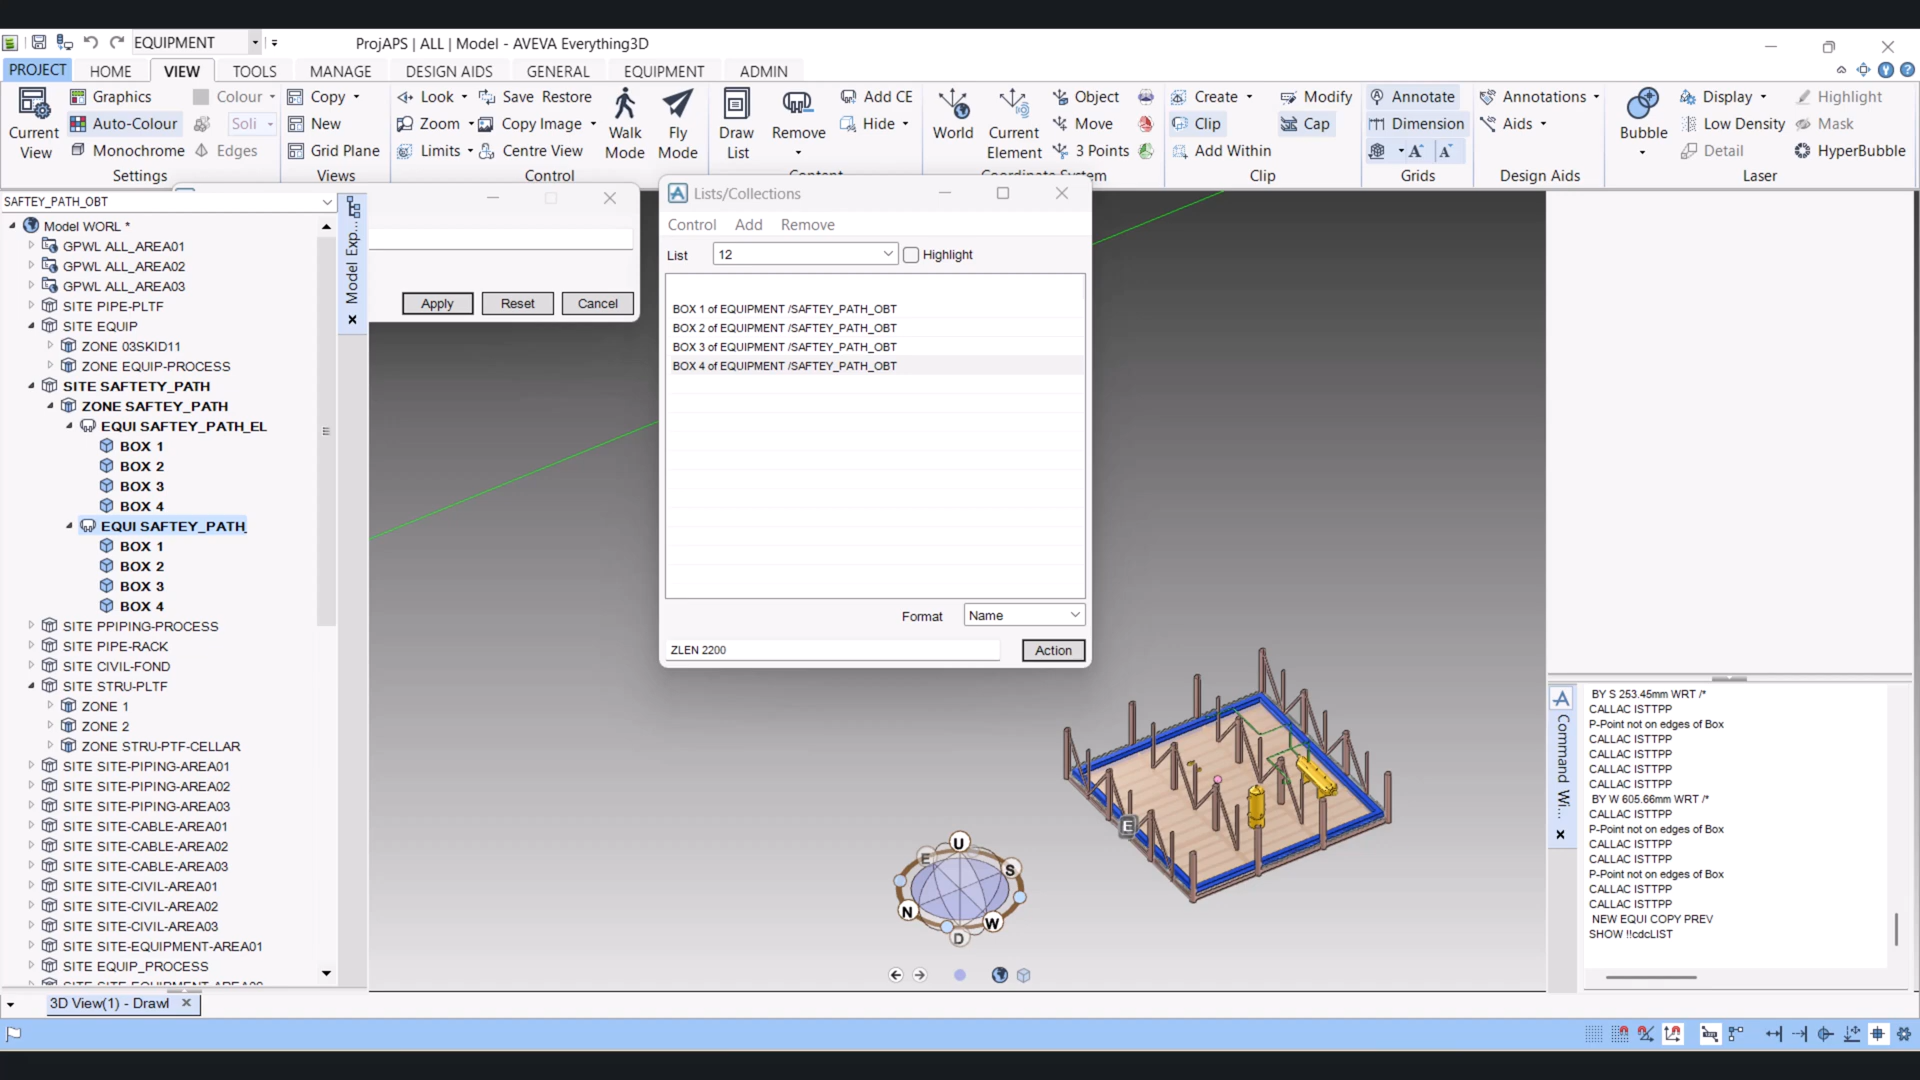 EQUIPMENT
ProjAPS | ALL | Model - AVEVA Everything3D
PROJECT HOME VIEW TOOLS MANAGE DESIGN AIDS GENERAL EQUIPMENT ADMIN
Current View
Graphics
Auto-Colour
Monochrome
Colour
Soli
Edges
Settings
Copy
New
Grid Plane
Views
Look
Zoom
Limits
Save Restore
Copy Image
Centre View
Walk Mode
Fly Mode
Control
Draw List
Remove
Add CE
Hide
World
Current Element
Object
Move
3 Points
Create
Clip
Add Within
Modify
Cap
Clip
Annotate
Dimension
Grids
Annotations
Aids
Design Aids
Bubble
Display
Low Density
Detail
Highlight
Mask
HyperBubble
Laser
SAFTEY_PATH_OBT
Model WORL *
GPWL ALL_AREA01
GPWL ALL_AREA02
GPWL ALL_AREA03
SITE PIPE-PLTF
SITE EQUIP
ZONE 03SKID11
ZONE EQUIP-PROCESS
SITE SAFTETY_PATH
ZONE SAFTEY_PATH
EQUI SAFTEY_PATH_EL
BOX 1
BOX 2
BOX 3
BOX 4
EQUI SAFTEY_PATH_
BOX 1
BOX 2
BOX 3
BOX 4
SITE PPIPING-PROCESS
SITE PIPE-RACK
SITE CIVIL-FOND
SITE STRU-PLTF
ZONE 1
ZONE 2
ZONE STRU-PTF-CELLAR
SITE SITE-PIPING-AREA01
SITE SITE-PIPING-AREA02
SITE SITE-PIPING-AREA03
SITE SITE-CABLE-AREA01
SITE SITE-CABLE-AREA02
SITE SITE-CABLE-AREA03
SITE SITE-CIVIL-AREA01
SITE SITE-CIVIL-AREA02
SITE SITE-CIVIL-AREA03
SITE SITE-EQUIPMENT-AREA01
SITE EQUIP_PROCESS
Model Exp...
Apply Reset Cancel
Lists/Collections
Control Add Remove
List 12 Highlight
BOX 1 of EQUIPMENT /SAFTEY_PATH_OBT
BOX 2 of EQUIPMENT /SAFTEY_PATH_OBT
BOX 3 of EQUIPMENT /SAFTEY_PATH_OBT
BOX 4 of EQUIPMENT /SAFTEY_PATH_OBT
Format Name
ZLEN 2200 Action
E
U
E
S
N
W
D
Command Wi...
BY S 253.45mm WRT /*
CALLAC ISTTPP
P-Point not on edges of Box
CALLAC ISTTPP
CALLAC ISTTPP
CALLAC ISTTPP
CALLAC ISTTPP
BY W 605.66mm WRT /*
CALLAC ISTTPP
P-Point not on edges of Box
CALLAC ISTTPP
CALLAC ISTTPP
P-Point not on edges of Box
CALLAC ISTTPP
CALLAC ISTTPP
NEW EQUI COPY PREV
SHOW !!cdcLIST
3D View(1) - Drawl